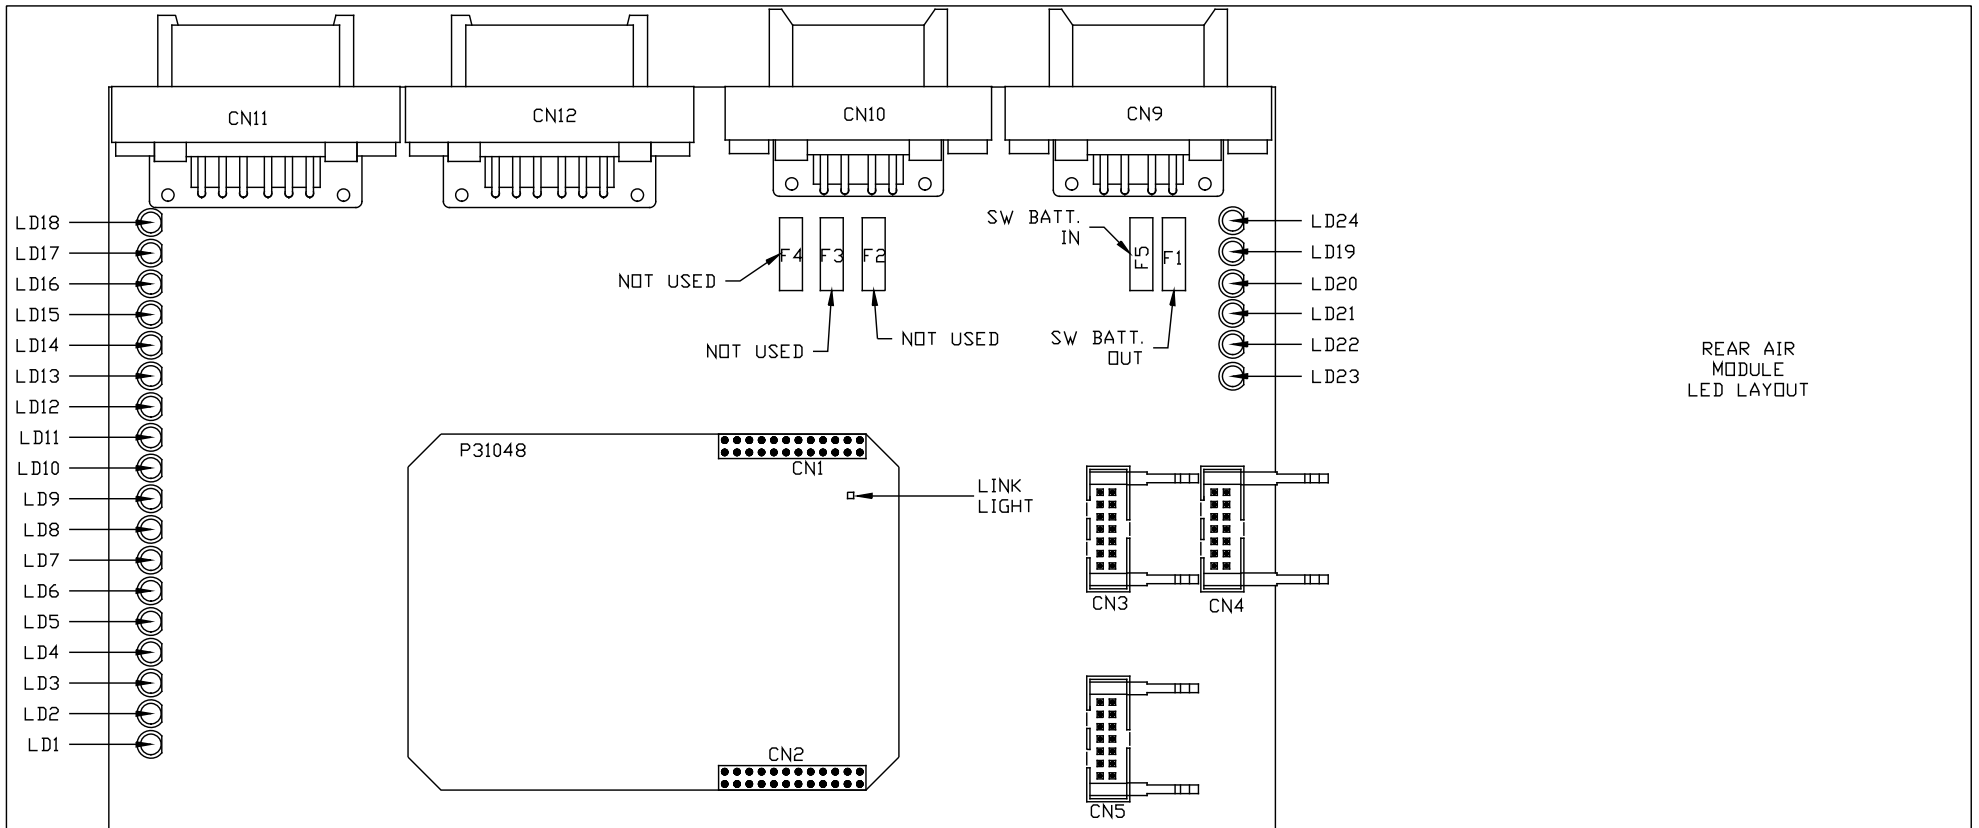 CN11
CN12
CN10
CN9
LD18
LD17
LD16
LD15
LD14
LD13
LD12
LD11
LD10
LD9
LD8
LD7
LD6
LD5
LD4
LD3
LD2
LD1
F4
F3
F2
NOT USED
NOT USED
NOT USED
SW BATT.
IN
F5
F1
SW BATT.
OUT
LD24
LD19
LD20
LD21
LD22
LD23
REAR AIR
MODULE
LED LAYOUT
P31048
CN1
LINK
LIGHT
CN2
CN3
CN4
CN5